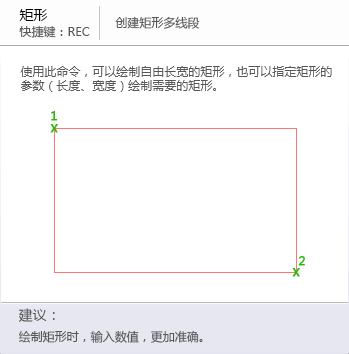 矩形
快捷键：REC
创建矩形多线段
使用此命令，可以绘制自由长宽的矩形，也可以指定矩形的
参数（长度、宽度）绘制需要的矩形。
1
X
2
X
建议：
绘制矩形时，输入数值，更加准确。